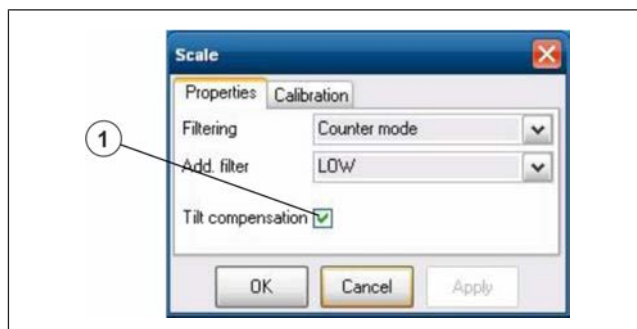 Scale
Properties Calibration
Filtering Counter mode
1
Add. filter LOW
Tilt compensation
OK Cancel Apply